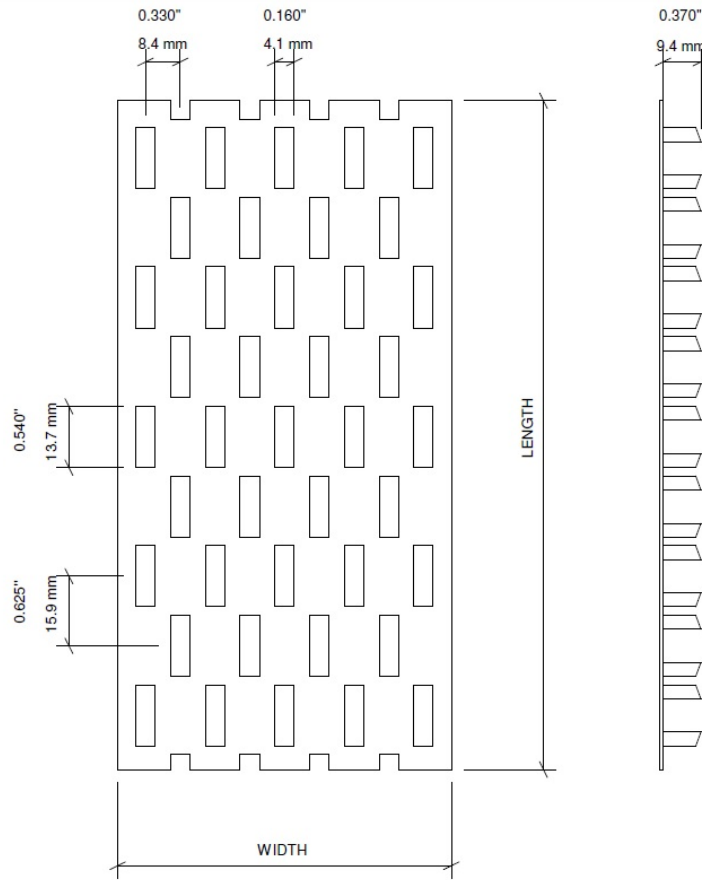 0.330"
8.4 mm
0.160"
4.1 mm
0.370"
9.4 mm
0.540"
13.7 mm
LENGTH
0.625"
15.9 mm
WIDTH